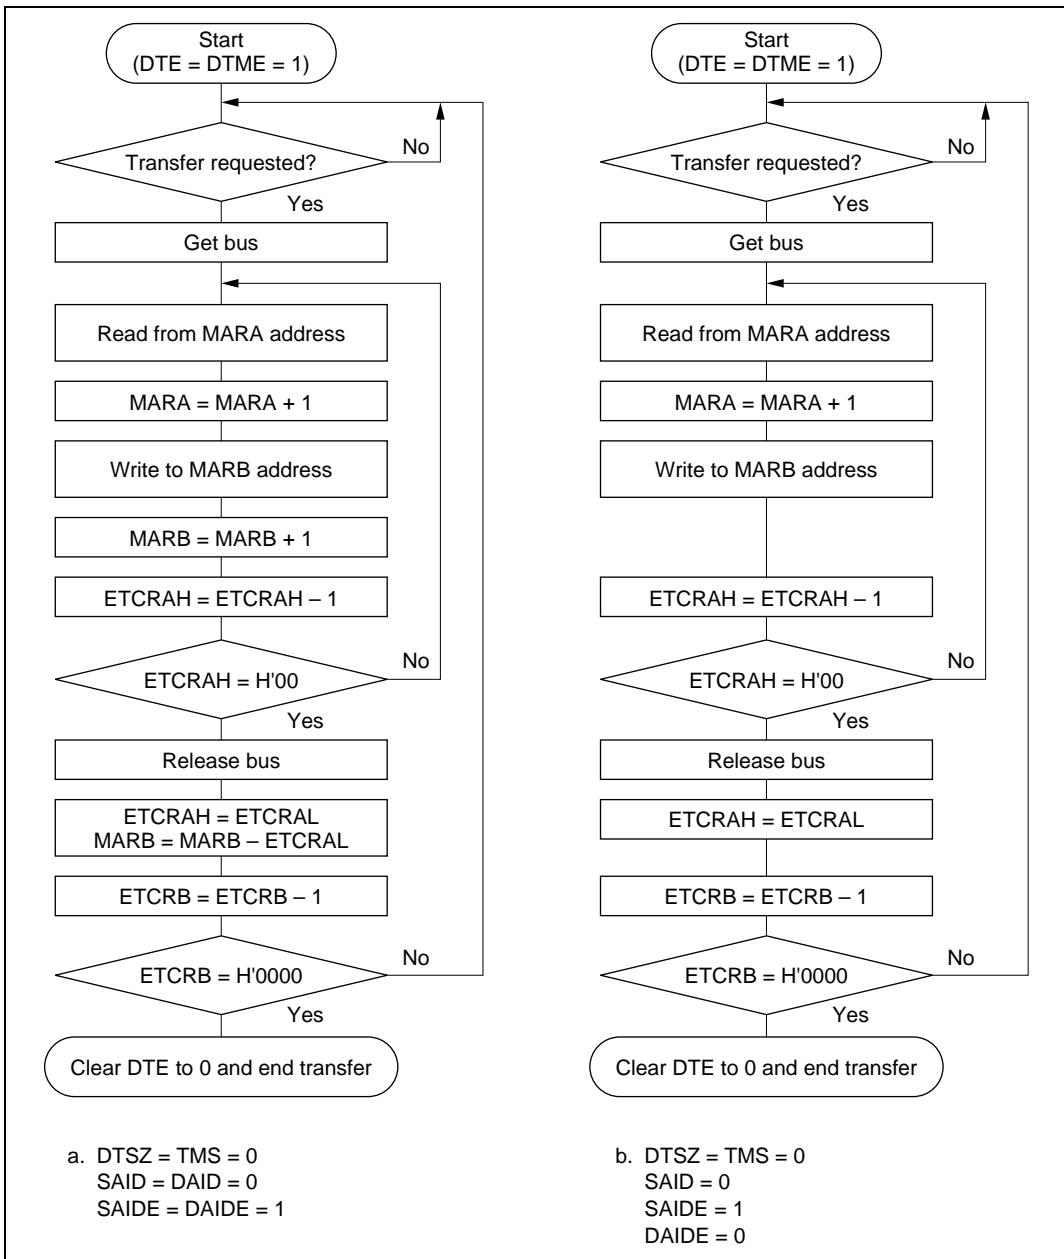 Start
(DTE = DTME = 1)
Transfer requested?
No
Yes
Get bus
Read from MARA address
MARA = MARA + 1
Write to MARB address
MARB = MARB + 1
ETCRAH = ETCRAH – 1
ETCRAH = H'00
No
Yes
Release bus
ETCRAH = ETCRAL
MARB = MARB – ETCRAL
ETCRB = ETCRB – 1
ETCRB = H'0000
No
Yes
Clear DTE to 0 and end transfer
a. DTSZ = TMS = 0
SAID = DAID = 0
SAIDE = DAIDE = 1
Start
(DTE = DTME = 1)
Transfer requested?
No
Yes
Get bus
Read from MARA address
MARA = MARA + 1
Write to MARB address
ETCRAH = ETCRAH – 1
ETCRAH = H'00
No
Yes
Release bus
ETCRAH = ETCRAL
ETCRB = ETCRB – 1
ETCRB = H'0000
No
Yes
Clear DTE to 0 and end transfer
b. DTSZ = TMS = 0
SAID = 0
SAIDE = 1
DAIDE = 0